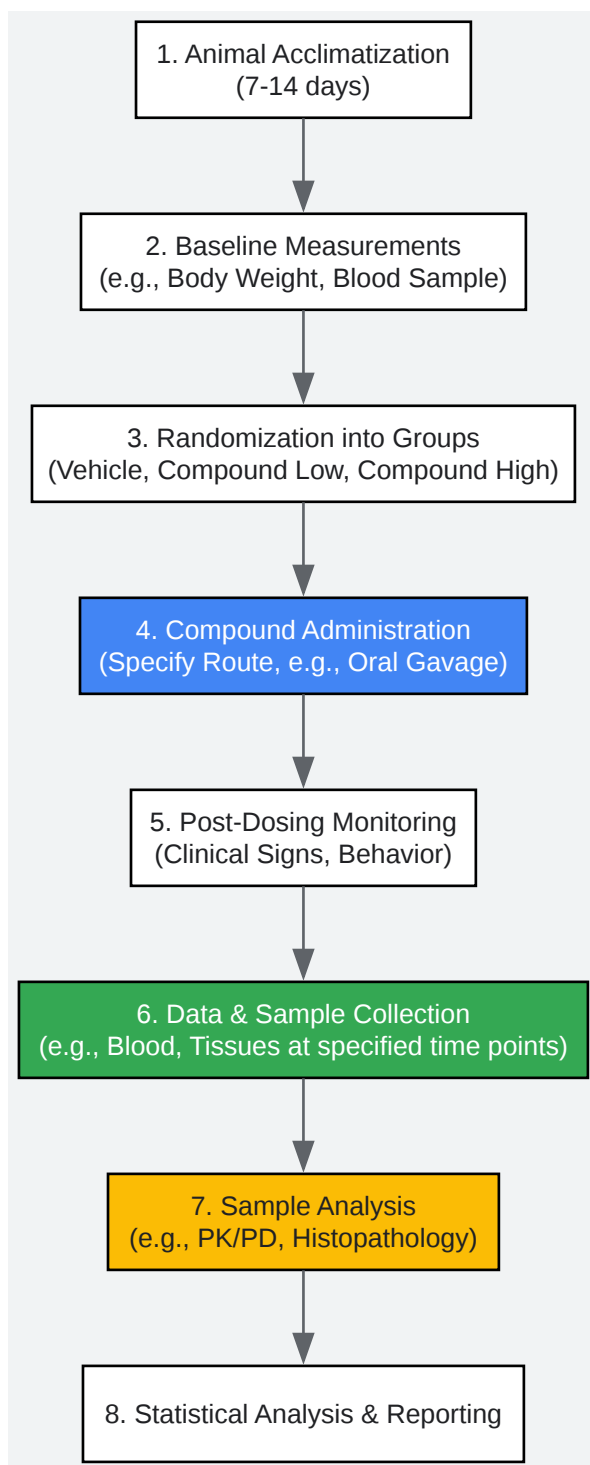 1. Animal Acclimatization
(7-14 days)
2. Baseline Measurements
(e.g., Body Weight, Blood Sample)
3. Randomization into Groups
(Vehicle, Compound Low, Compound High)
4. Compound Administration
(Specify Route, e.g., Oral Gavage)
5. Post-Dosing Monitoring
(Clinical Signs, Behavior)
6. Data & Sample Collection
(e.g., Blood, Tissues at specified time points)
7. Sample Analysis
(e.g., PK/PD, Histopathology)
8. Statistical Analysis & Reporting